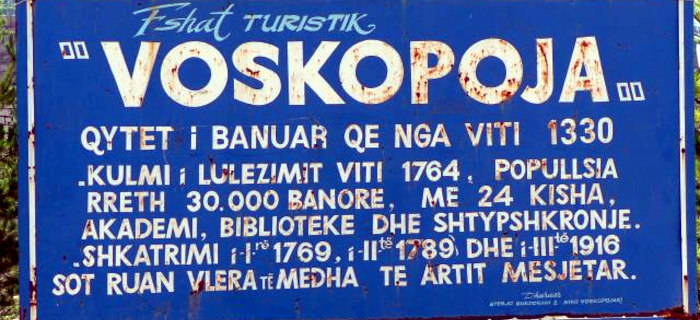 Fshat TURISTIK
"VOSKOPOJA"
QYTET i BANUAR QE NGA VITI 1330
.KULMI i LULEZIMIT VITI 1764, POPULLSIA
RRETH 30.000 BANORE, ME 24 KISHA,
AKADEMI, BIBLIOTEKE DHE SHTYPSHKRONJE.
.SHKATRIMI i-I rë 1769, i-II të 1789 DHE i-III të 1916
SOT RUAN VLERA TË MEDHA TE ARTIT MESJETAR.
Dhuruar